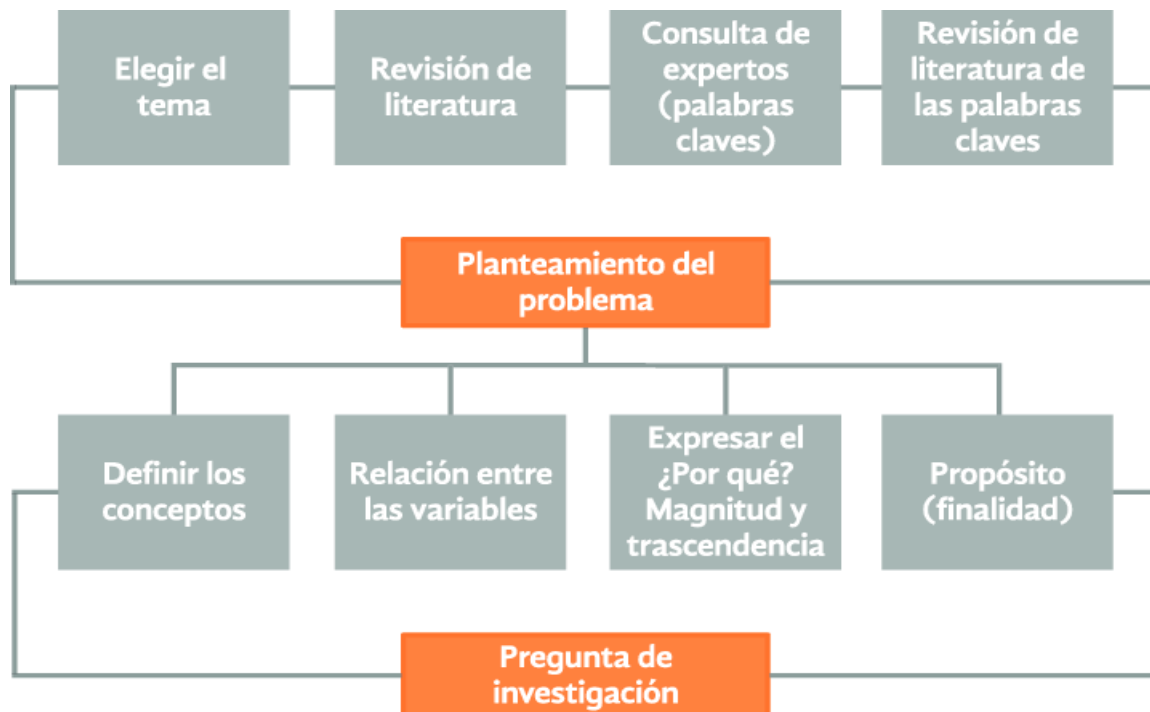 Elegir el
tema
Revisión de
literatura
Consulta de
expertos
(palabras
claves)
Revisión de
literatura de
las palabras
claves
Planteamiento del
problema
Definir los
conceptos
Relación entre
las variables
Expresar el
¿Por qué?
Magnitud y
trascendencia
Propósito
(finalidad)
Pregunta de
investigación